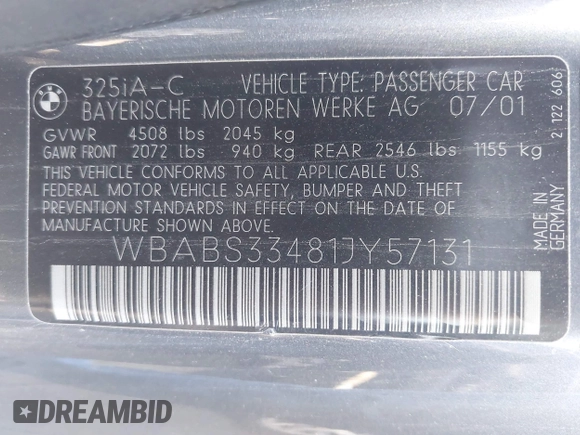 325iA-C VEHICLE TYPE: PASSENGER CAR
BAYERISCHE MOTOREN WERKE AG 07/01
GVWR 4508 lbs 2045 kg
GAWR FRONT 2072 lbs 940 kg REAR 2546 lbs 1155 kg
THIS VEHICLE CONFORMS TO ALL APPLICABLE U.S.
FEDERAL MOTOR VEHICLE SAFETY, BUMPER AND THEFT
PREVENTION STANDARDS IN EFFECT ON THE DATE OF
MANUFACTURE SHOWN ABOVE.
WBABS33481JY57131
MADE IN
GERMANY
2 122 606
BMW
DREAMBID